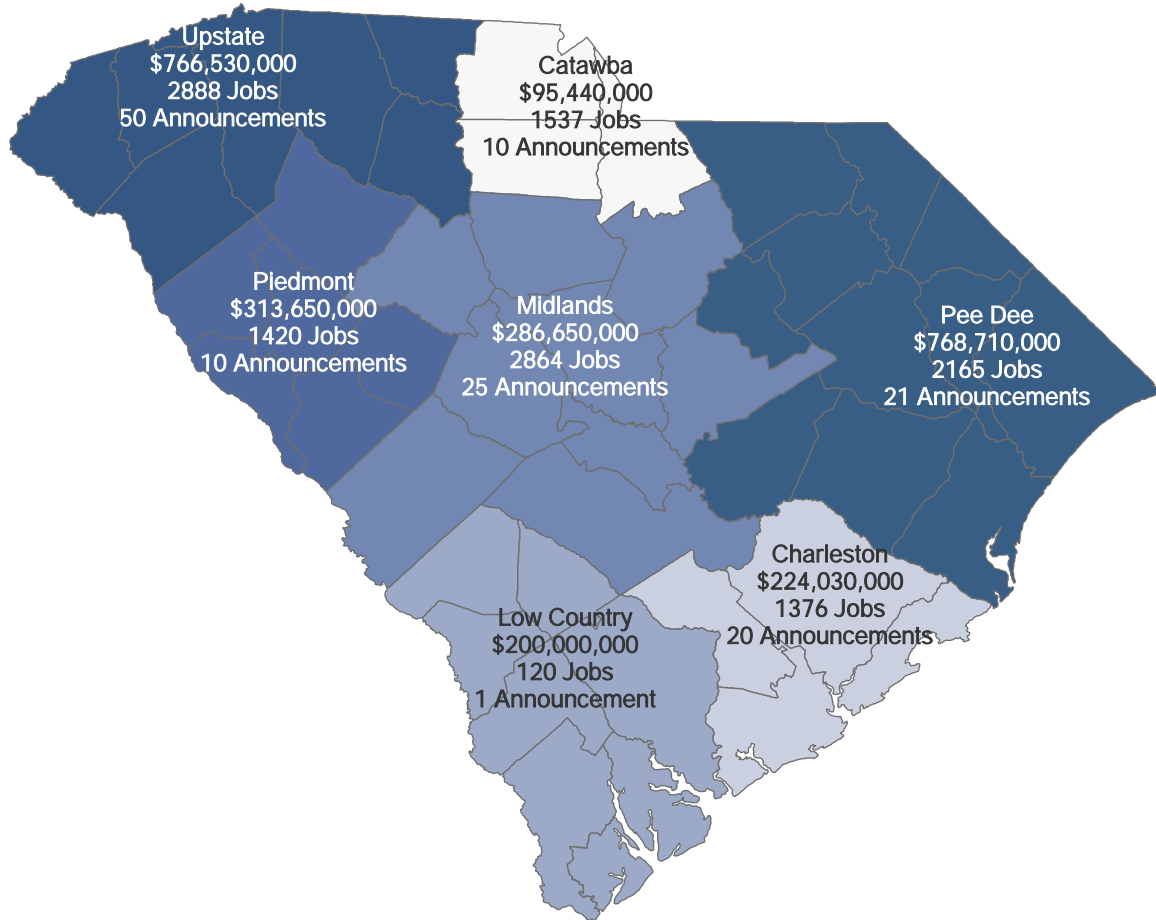 Upstate
$766,530,000
2888 Jobs
50 Announcements
Catawba
$95,440,000
1537 Jobs
10 Announcements
Piedmont
$313,650,000
1420 Jobs
10 Announcements
Midlands
$286,650,000
2864 Jobs
25 Announcements
Pee Dee
$768,710,000
2165 Jobs
21 Announcements
Charleston
$224,030,000
1376 Jobs
20 Announcements
Low Country
$200,000,000
120 Jobs
1 Announcement